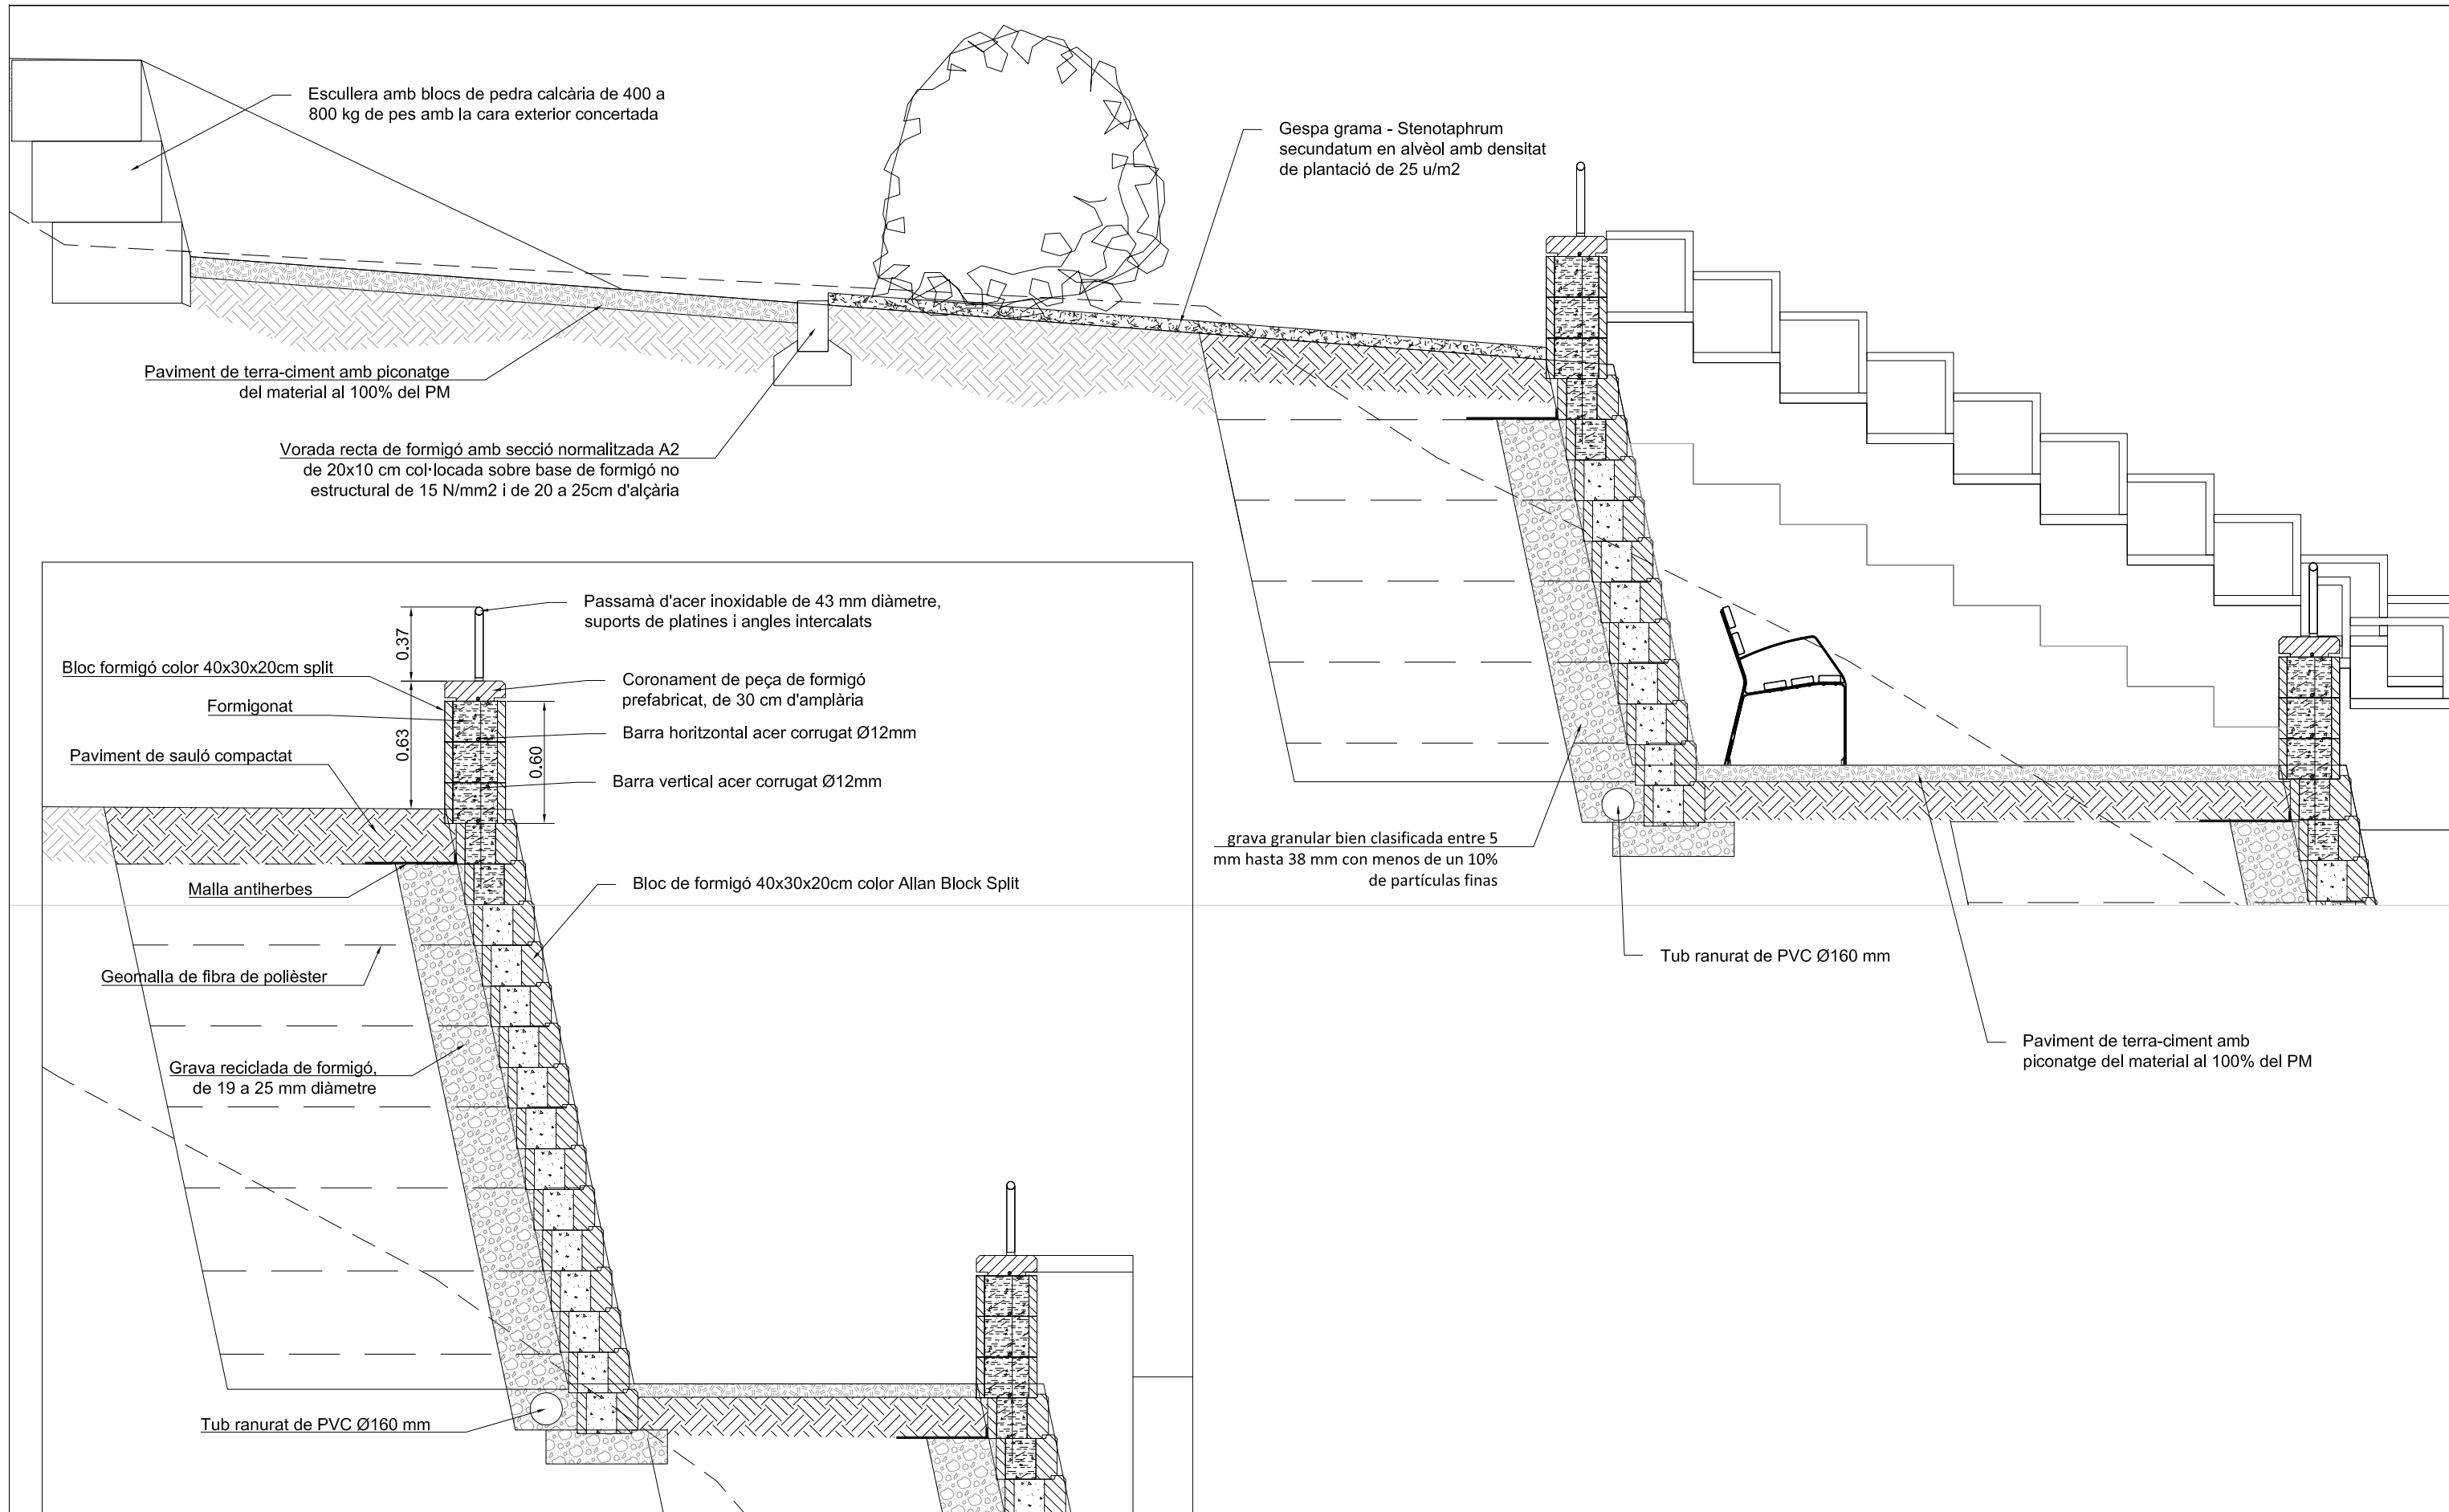 Escullera amb blocs de pedra calcària de 400 a
800 kg de pes amb la cara exterior concertada
Gespa grama - Stenotaphrum
secundatum en alvèol amb densitat
de plantació de 25 u/m2
Paviment de terra-ciment amb piconatge
del material al 100% del PM
Vorada recta de formigó amb secció normalitzada A2
de 20x10 cm col·locada sobre base de formigó no
estructural de 15 N/mm2 i de 20 a 25cm d'alçària
Passamà d'acer inoxidable de 43 mm diàmetre,
suports de platines i angles intercalats
0.37
Bloc formigó color 40x30x20cm split
Coronament de peça de formigó
prefabricat, de 30 cm d'amplària
Formigonat
Barra horitzontal acer corrugat Ø12mm
0.63
0.60
Paviment de sauló compactat
Barra vertical acer corrugat Ø12mm
grava granular bien clasificada entre 5
mm hasta 38 mm con menos de un 10%
de partículas finas
Malla antiherbes
Bloc de formigó 40x30x20cm color Allan Block Split
Tub ranurat de PVC Ø160 mm
Geomalla de fibra de polièster
Paviment de terra-ciment amb
piconatge del material al 100% del PM
Grava reciclada de formigó,
de 19 a 25 mm diàmetre
Tub ranurat de PVC Ø160 mm